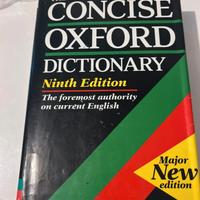 CONCISE
OXFORD
DICTIONARY
Ninth Edition
The foremost authority
on current English
Major
New
edition